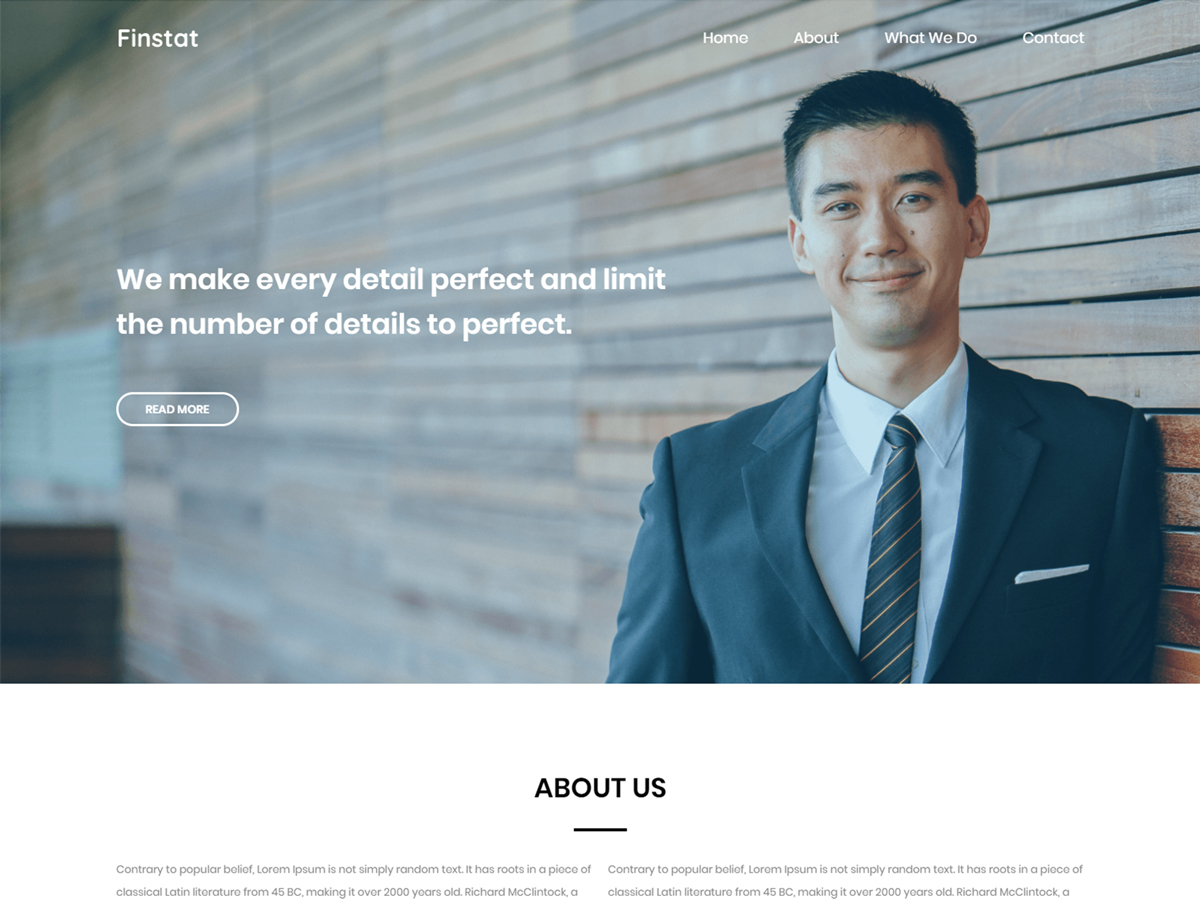 Finstat
Home About What We Do Contact
We make every detail perfect and limit
the number of details to perfect.
READ MORE
ABOUT US
Contrary to popular belief, Lorem Ipsum is not simply random text. It has roots in a piece of
classical Latin literature from 45 BC, making it over 2000 years old. Richard McClintock, a
Contrary to popular belief, Lorem Ipsum is not simply random text. It has roots in a piece of
classical Latin literature from 45 BC, making it over 2000 years old. Richard McClintock, a